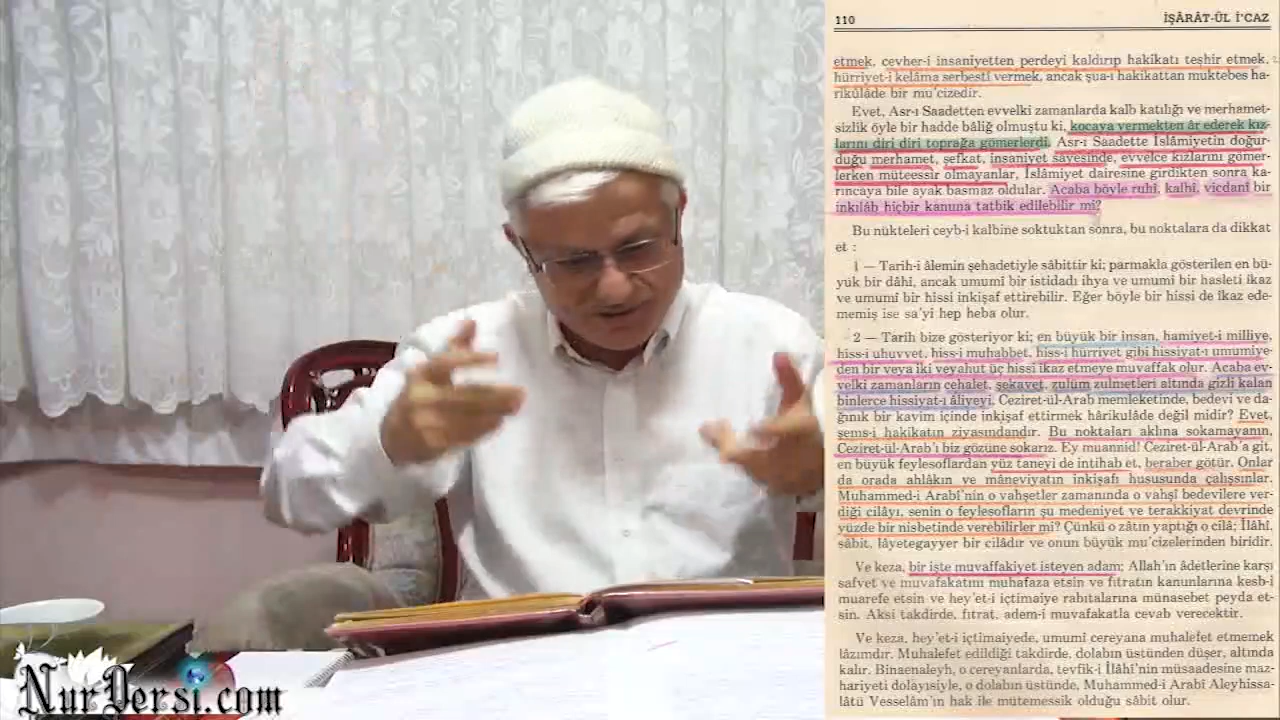 110 İŞÂRÂT-ÜL İ'CAZ
etmek, cevher-i insaniyetten perdeyi kaldırıp hakikatı teşhir etmek,
hürriyet-i kelâma serbestî vermek, ancak şua-i hakikattan muktebes ha-
rikulâde bir mu'cizedir.
Evet, Asr-ı Saadetten evvelki zamanlarda kalb katılığı ve merhamet-
sizlik öyle bir hadde bâliğ olmuştu ki, kocaya vermekten âr ederek kız-
larını diri diri toprağa gömerlerdi. Asr-ı Saadette İslâmiyetin doğur-
duğu merhamet, şefkat, insaniyet sayesinde, evvelce kızlarını gömer-
lerken müteessir olmayanlar, İslâmiyet dairesine girdikten sonra ka-
rıncaya bile ayak basmaz oldular. Acaba böyle ruhî, kalbî, vicdanî bir
inkılâb hiçbir kanuna tatbik edilebilir mi?
Bu nükteleri ceyb-i kalbine soktuktan sonra, bu noktalara da dikkat
et :
1 — Tarih-i âlemin şehadetiyle sâbittir ki; parmakla gösterilen en bü-
yük bir dâhi, ancak umumî bir istidadı ihya ve umumî bir hasleti ikaz
ve umumî bir hissi inkişaf ettirebilir. Eğer böyle bir hissi de ikaz ede-
memiş ise sa'yi hep heba olur.
2 — Tarih bize gösteriyor ki; en büyük bir insan, hamiyet-i milliye,
hiss-i uhuvvet, hiss-i muhabbet, hiss-i hürriyet gibi hissiyat-ı umumiye-
den bir veya iki veyahut üç hissi ikaz etmeye muvaffak olur. Acaba ev-
velki zamanların cehalet, şekavet, zulüm zulmetleri altında gizli kalan
binlerce hissiyat-ı âliyeyi, Ceziret-ül-Arab memleketinde, bedevi ve da-
ğınık bir kavim içinde inkişaf ettirmek hârikulâde değil midir? Evet,
şems-i hakikatın ziyasındandır. Bu noktaları aklına sokamayanın,
Ceziret-ül-Arab'ı biz gözüne sokarız. Ey muannid! Ceziret-ül-Arab'a git,
en büyük feylesoflardan yüz taneyi de intihab et, beraber götür. Onlar
da orada ahlâkın ve mâneviyatın inkişafı hususunda çalışsınlar.
Muhammed-i Arabî'nin o vahşetler zamanında o vahşi bedevilere ver-
diği cilâyı, senin o feylesofların şu medeniyet ve terakkiyat devrinde
yüzde bir nisbetinde verebilirler mi? Çünkü o zâtın yaptığı o cilâ; İlâhî,
sâbit, lâyetegayyer bir cilâdır ve onun büyük mu'cizelerinden biridir.
Ve keza, bir işte muvaffakiyet isteyen adam; Allah'ın âdetlerine karşı
safvet ve muvafakatını muhafaza etsin ve fıtratın kanunlarına kesb-i
muarefe etsin ve hey'et-i içtimaiye rabıtalarına münasebet peyda et-
sin. Aksi takdirde, fıtrat, adem-i muvafakatla cevab verecektir.
Ve keza, hey'et-i içtimaiyede, umumî cereyana muhalefet etmemek
lâzımdır. Muhalefet edildiği takdirde, dolabın üstünden düşer, altında
kalır. Binaenaleyh, o cereyanlarda, tevfik-i İlâhî'nin müsaadesine maz-
hariyeti dolayısiyle, o dolabın üstünde, Muhammed-i Arabî Aleyhissa-
lâtü Vesselâm'ın hak ile mütemessik olduğu sâbit olur.
NurDersi.com